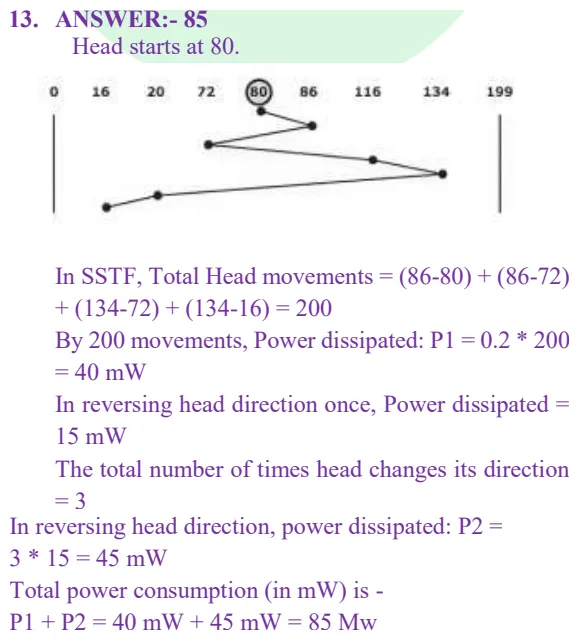 13. ANSWER:- 85
Head starts at 80.
0 16 20 72 80 86 116 134 199
In SSTF, Total Head movements = (86-80) + (86-72)
+ (134-72) + (134-16) = 200
By 200 movements, Power dissipated: P1 = 0.2 * 200
= 40 mW
In reversing head direction once, Power dissipated =
15 mW
The total number of times head changes its direction
= 3
In reversing head direction, power dissipated: P2 =
3 * 15 = 45 mW
Total power consumption (in mW) is -
P1 + P2 = 40 mW + 45 mW = 85 Mw